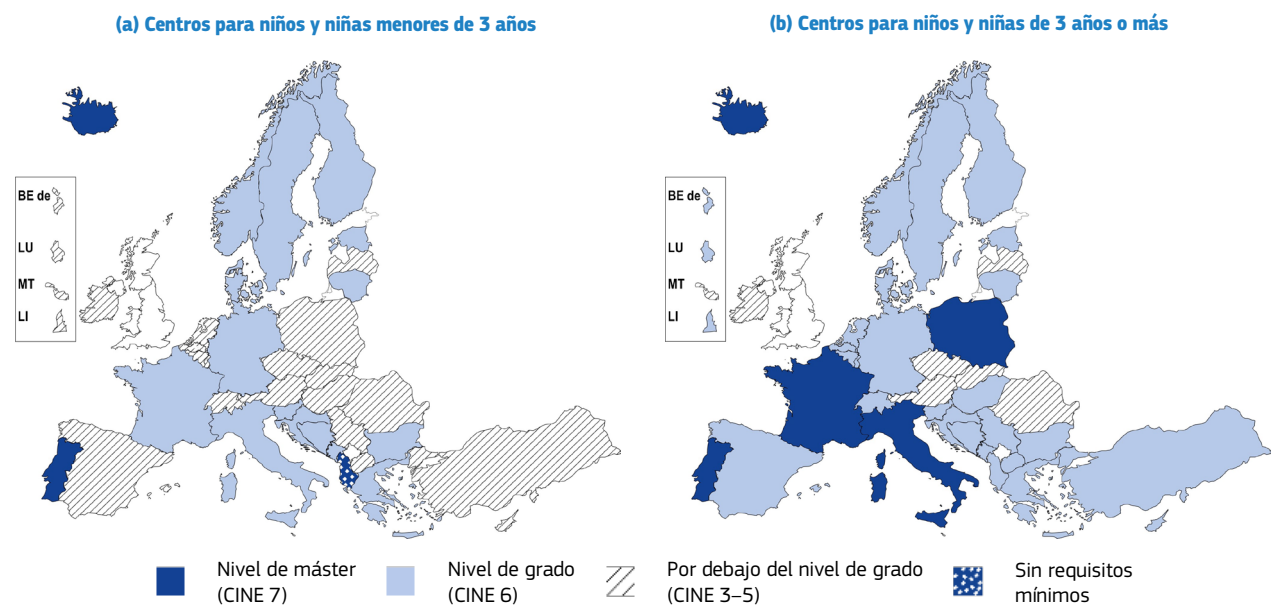 (a) Centros para niños y niñas menores de 3 años
(b) Centros para niños y niñas de 3 años o más
BE de
LU
MT
LI
BE de
LU
MT
LI
Nivel de máster
(CINE 7)
Nivel de grado
(CINE 6)
Por debajo del nivel de grado
(CINE 3–5)
Sin requisitos
mínimos